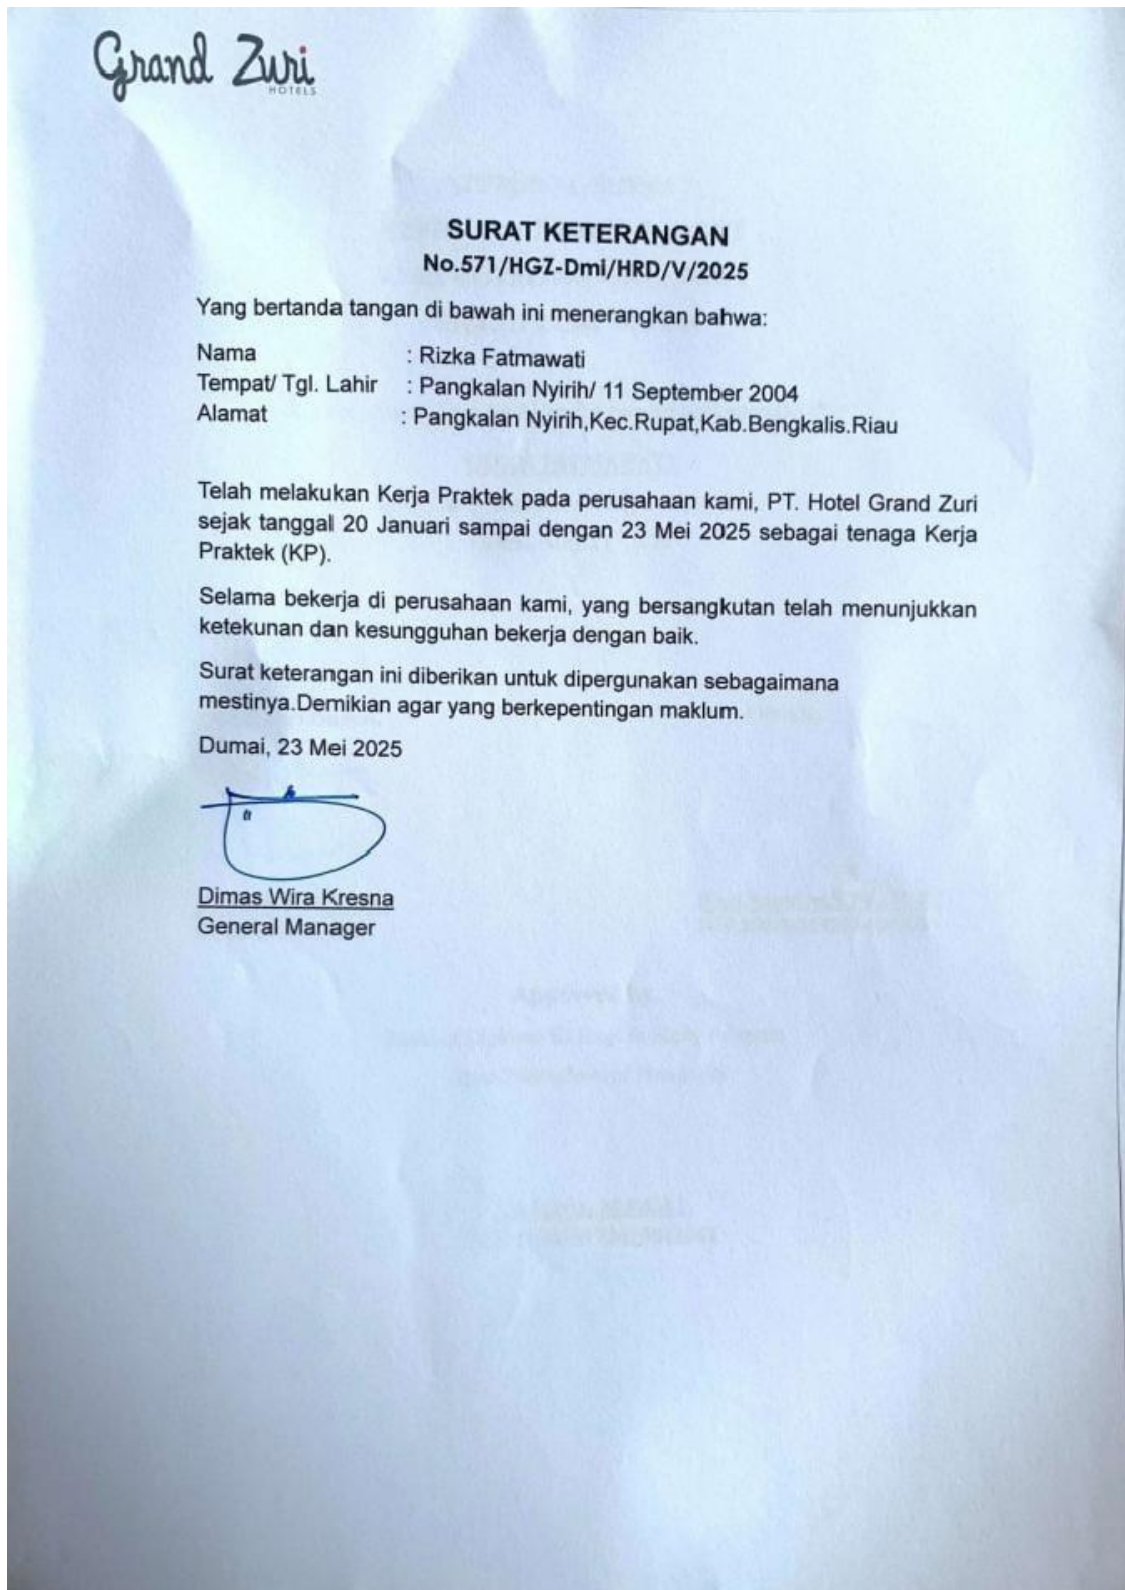 Grand Zuri
HOTELS
SURAT KETERANGAN
No.571/HGZ-Dmi/HRD/V/2025
Yang bertanda tangan di bawah ini menerangkan bahwa:
Nama : Rizka Fatmawati
Tempat/ Tgl. Lahir : Pangkalan Nyirih/ 11 September 2004
Alamat : Pangkalan Nyirih,Kec.Rupat,Kab.Bengkalis.Riau
Telah melakukan Kerja Praktek pada perusahaan kami, PT. Hotel Grand Zuri
sejak tanggal 20 Januari sampai dengan 23 Mei 2025 sebagai tenaga Kerja
Praktek (KP).
Selama bekerja di perusahaan kami, yang bersangkutan telah menunjukkan
ketekunan dan kesungguhan bekerja dengan baik.
Surat keterangan ini diberikan untuk dipergunakan sebagaimana
mestinya.Demikian agar yang berkepentingan maklum.
Dumai, 23 Mei 2025
Dimas Wira Kresna
General Manager
Approved by